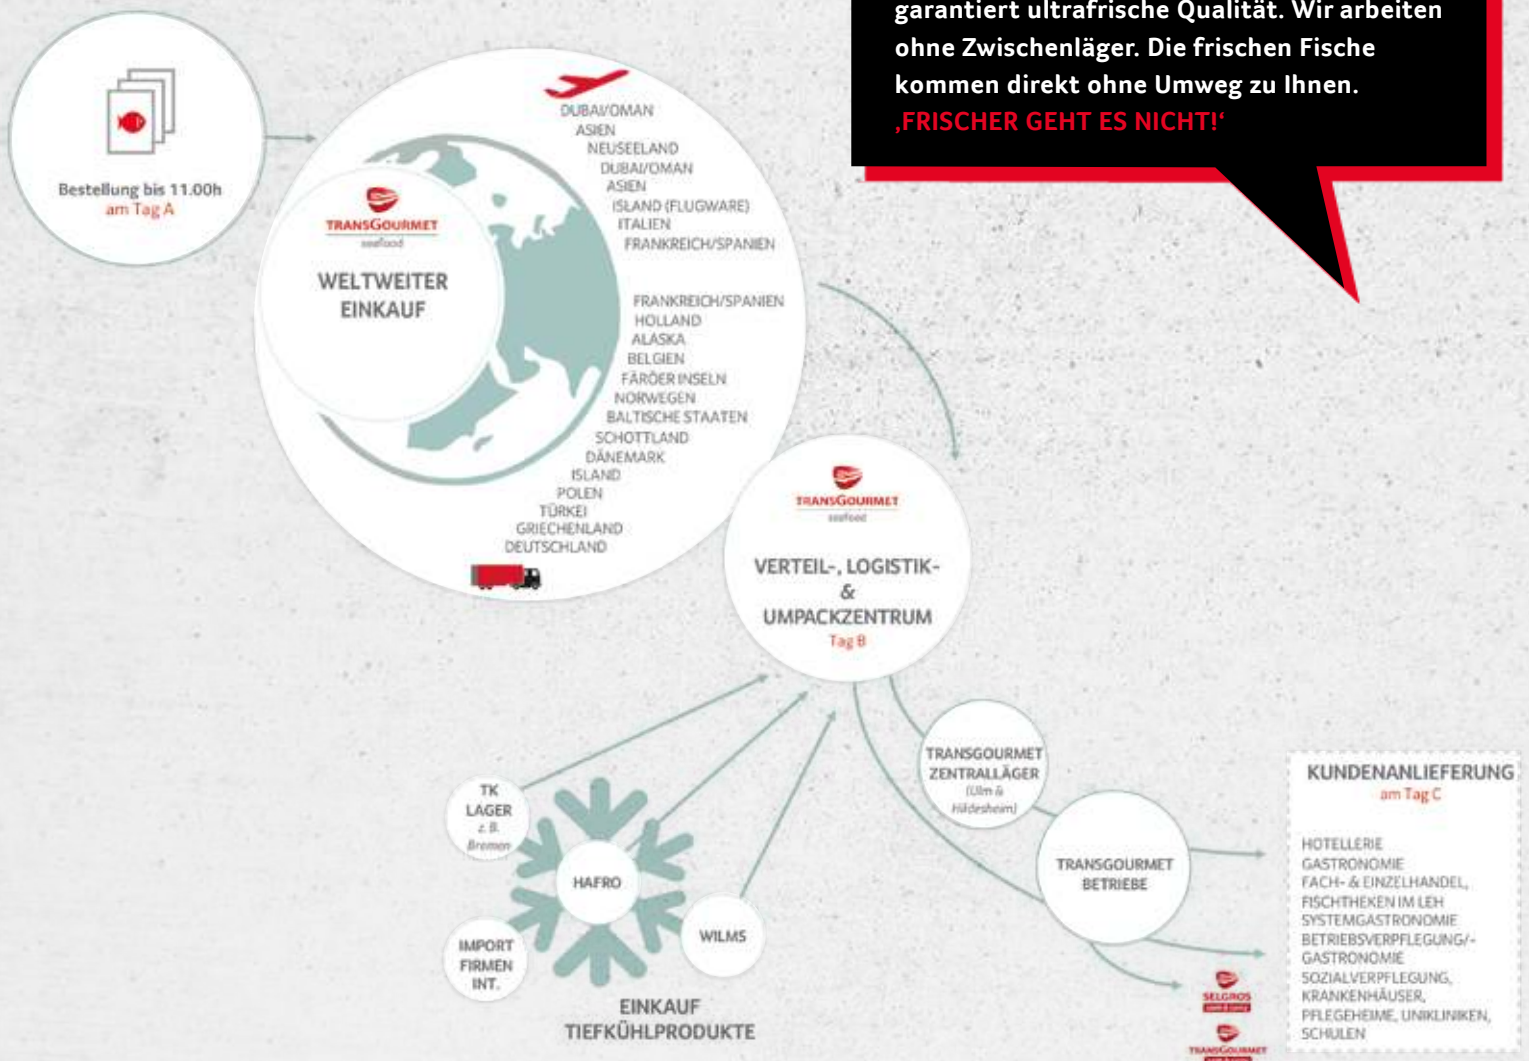 garantiert ultrafrische Qualität. Wir arbeiten
ohne Zwischenläger. Die frischen Fische
kommen direkt ohne Umweg zu Ihnen.
‚FRISCHER GEHT ES NICHT!‘
Bestellung bis 11.00h
am Tag A
TRANSGOURMET
seafood
WELTWEITER
EINKAUF
DUBAI/OMAN
ASIEN
NEUSEELAND
DUBAI/OMAN
ASIEN
ISLAND (FLUGWARE)
ITALIEN
FRANKREICH/SPANIEN
FRANKREICH/SPANIEN
HOLLAND
ALASKA
BELGIEN
FÄRÖER INSELN
NORWEGEN
BALTISCHE STAATEN
SCHOTTLAND
DÄNEMARK
ISLAND
POLEN
TÜRKEI
GRIECHENLAND
DEUTSCHLAND
TRANSGOURMET
seafood
VERTEIL-, LOGISTIK-
&
UMPACKZENTRUM
Tag B
TK
LAGER
z. B.
Bremen
HAFRO
IMPORT
FIRMEN
INT.
WILMS
EINKAUF
TIEFKÜHLPRODUKTE
TRANSGOURMET
ZENTRALLÄGER
(Ulm &
Hildesheim)
TRANSGOURMET
BETRIEBE
SELGROS
cash & carry
TRANSGOURMET
KUNDENANLIEFERUNG
am Tag C
HOTELLERIE
GASTRONOMIE
FACH- & EINZELHANDEL,
FISCHTHEKEN IM LEH
SYSTEMGASTRONOMIE
BETRIEBSVERPFLEGUNG/-
GASTRONOMIE
SOZIALVERPFLEGUNG,
KRANKENHÄUSER,
PFLEGEHEIME, UNIKLINIKEN,
SCHULEN